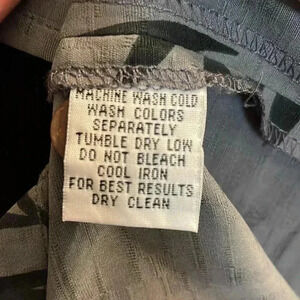 MACHINE WASH COLD
WASH COLORS
SEPARATELY
TUMBLE DRY LOW
DO NOT BLEACH
COOL IRON
FOR BEST RESULTS
DRY CLEAN